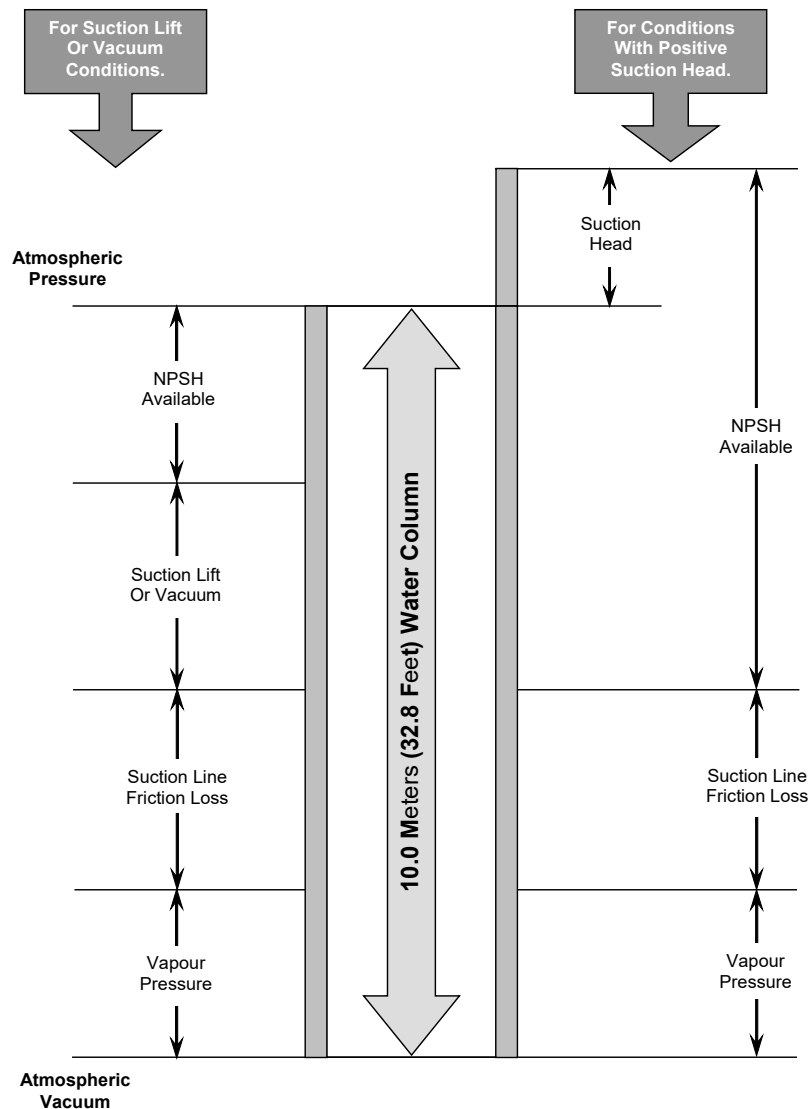 For Suction Lift
Or Vacuum
Conditions.
For Conditions
With Positive
Suction Head.
Suction
Head
Atmospheric
Pressure
NPSH
Available
NPSH
Available
Suction Lift
Or Vacuum
10.0 Meters (32.8 Feet) Water Column
Suction Line
Friction Loss
Suction Line
Friction Loss
Vapour
Pressure
Vapour
Pressure
Atmospheric
Vacuum